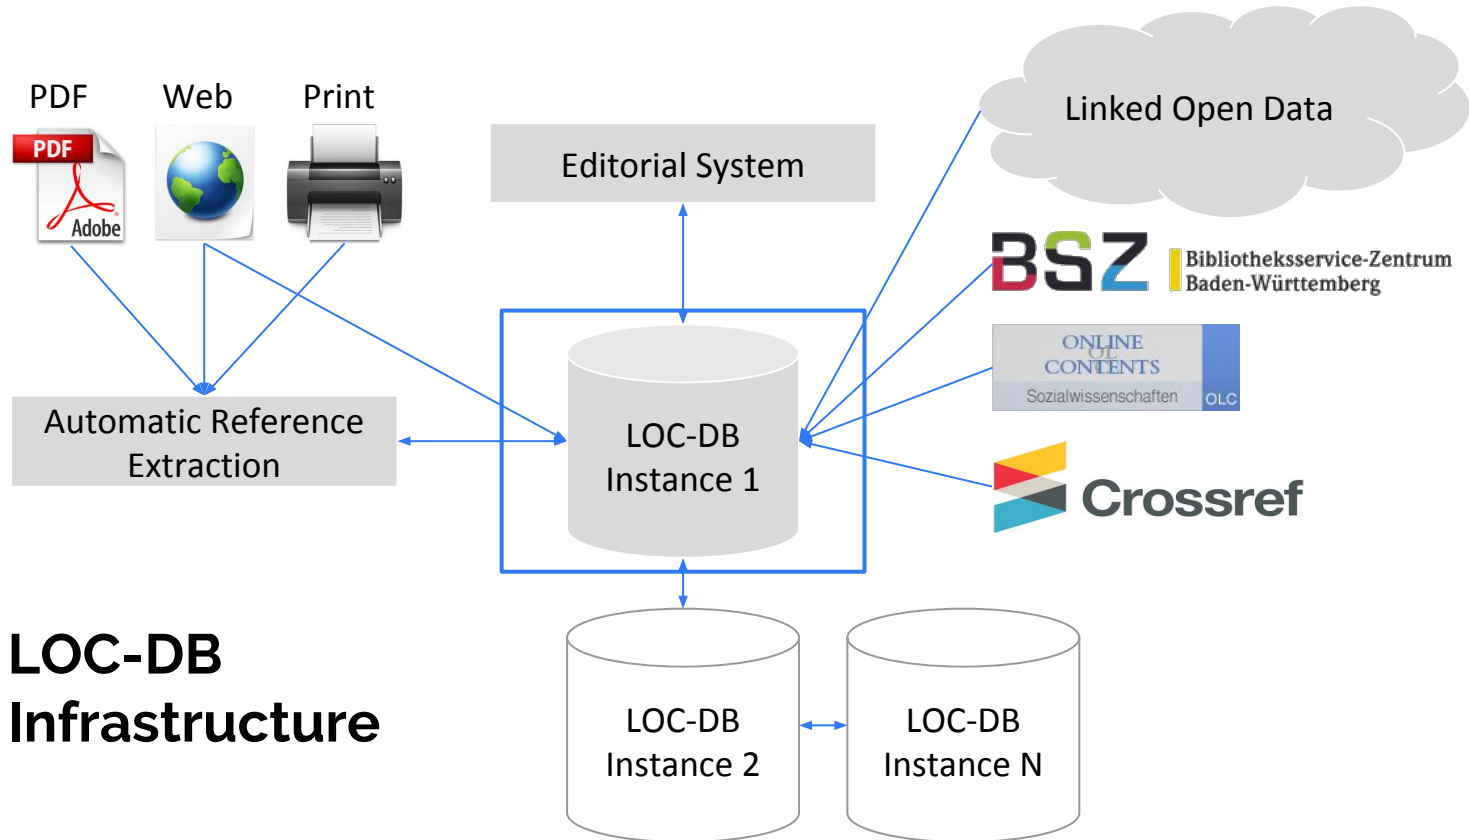 PDF
Web
Print
PDF
Adobe
Editorial System
Linked Open Data
BSZ
Bibliotheksservice-Zentrum
Baden-Württemberg
ONLINE
OL
CONTENTS
Sozialwissenschaften
OLC
Automatic Reference
Extraction
LOC-DB
Instance 1
Crossref
LOC-DB
Infrastructure
LOC-DB
Instance 2
LOC-DB
Instance N